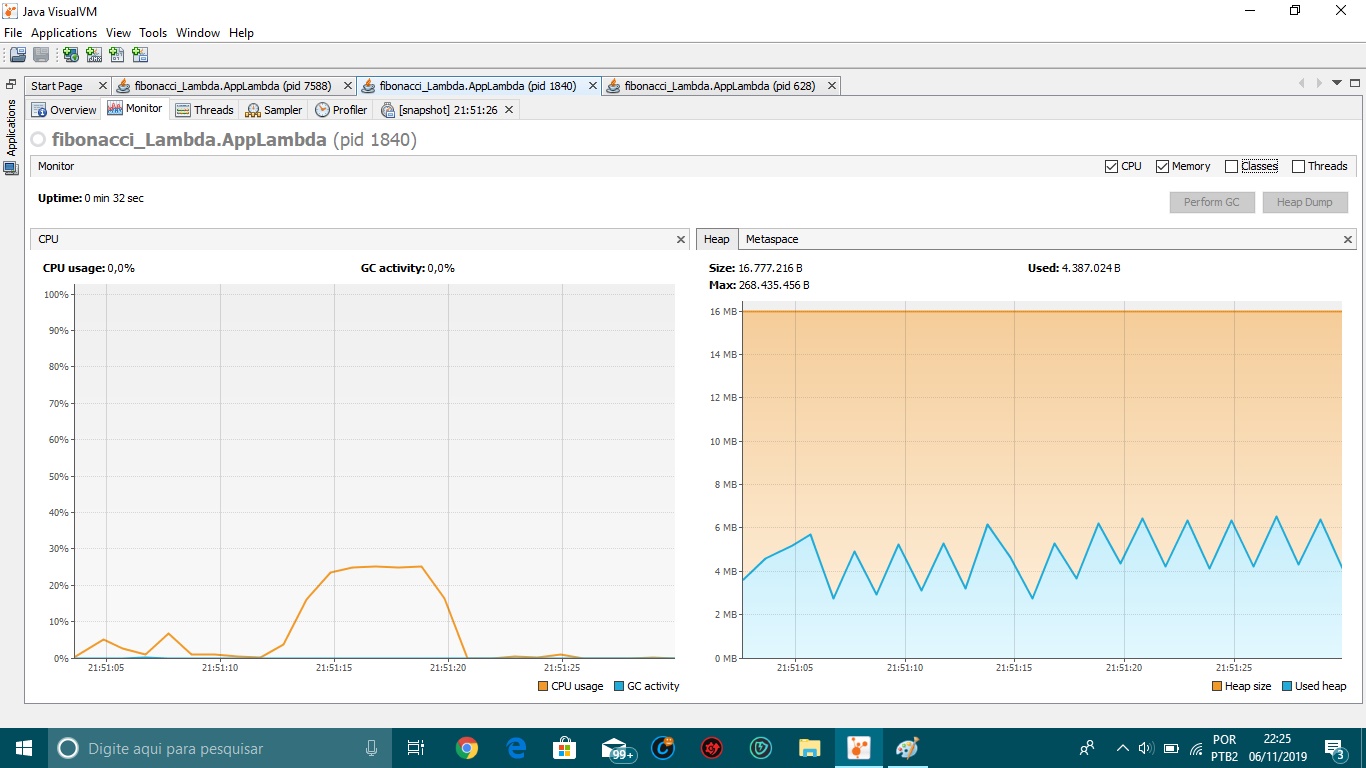 Java VisualVM
File Applications View Tools Window Help
Start Page fibonacci_Lambda.AppLambda (pid 7588) fibonacci_Lambda.AppLambda (pid 1840) fibonacci_Lambda.AppLambda (pid 628)
Applications
Overview Monitor Threads Sampler Profiler [snapshot] 21:51:26
fibonacci_Lambda.AppLambda (pid 1840)
Monitor CPU Memory Classes Threads
Uptime: 0 min 32 sec
Perform GC Heap Dump
CPU
CPU usage: 0,0% GC activity: 0,0%
100%
90%
80%
70%
60%
50%
40%
30%
20%
10%
0%
21:51:05 21:51:10 21:51:15 21:51:20 21:51:25
CPU usage GC activity
Heap Metaspace
Size: 16.777.216 B Used: 4.387.024 B
Max: 268.435.456 B
16 MB
14 MB
12 MB
10 MB
8 MB
6 MB
4 MB
2 MB
0 MB
21:51:05 21:51:10 21:51:15 21:51:20 21:51:25
Heap size Used heap
Digite aqui para pesquisar
99+
POR
PTB2
22:25
06/11/2019
3